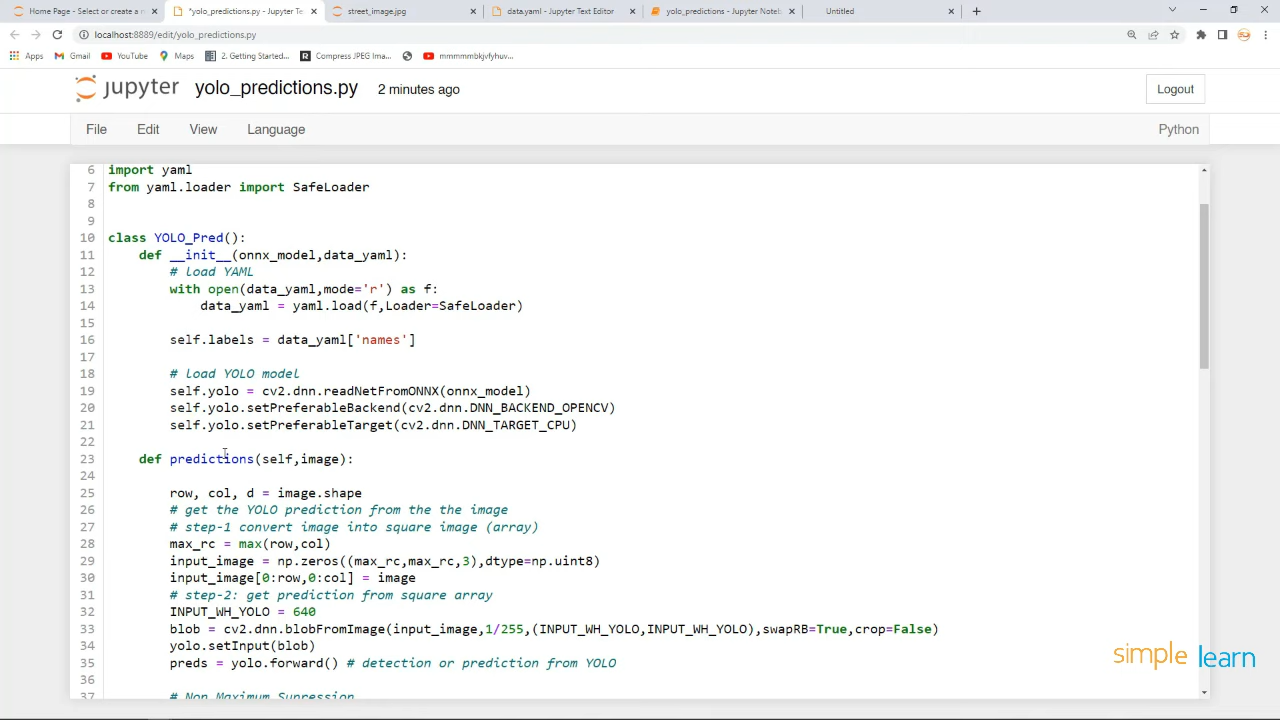 Home Page - Select or create a n
*yolo_predictions.py - Jupyter Te
street_image.jpg
data.yaml - Jupyter Text Editor
yolo_predictions - Jupyter Noteb
Untitled
localhost:8889/edit/yolo_predictions.py
Apps
Gmail
YouTube
Maps
2. Getting Started...
Compress JPEG Ima...
mmmmmbkjvfyhuv...
jupyter yolo_predictions.py 2 minutes ago
Logout
File Edit View Language
Python
6 import yaml
7 from yaml.loader import SafeLoader
8
9
10 class YOLO_Pred():
11 def __init__(onnx_model,data_yaml):
12 # load YAML
13 with open(data_yaml,mode='r') as f:
14 data_yaml = yaml.load(f,Loader=SafeLoader)
15
16 self.labels = data_yaml['names']
17
18 # load YOLO model
19 self.yolo = cv2.dnn.readNetFromONNX(onnx_model)
20 self.yolo.setPreferableBackend(cv2.dnn.DNN_BACKEND_OPENCV)
21 self.yolo.setPreferableTarget(cv2.dnn.DNN_TARGET_CPU)
22
23 def predictions(self,image):
24
25 row, col, d = image.shape
26 # get the YOLO prediction from the the image
27 # step-1 convert image into square image (array)
28 max_rc = max(row,col)
29 input_image = np.zeros((max_rc,max_rc,3),dtype=np.uint8)
30 input_image[0:row,0:col] = image
31 # step-2: get prediction from square array
32 INPUT_WH_YOLO = 640
33 blob = cv2.dnn.blobFromImage(input_image,1/255,(INPUT_WH_YOLO,INPUT_WH_YOLO),swapRB=True,crop=False)
34 yolo.setInput(blob)
35 preds = yolo.forward() # detection or prediction from YOLO
36
37 # Non Maximum Supression
simplelearn